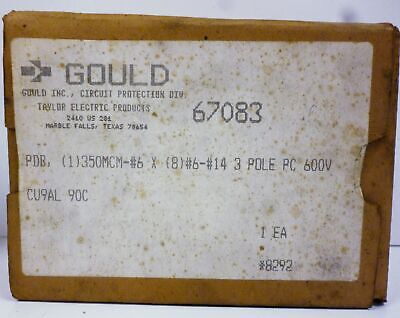 GOULD
GOULD INC., CIRCUIT PROTECTION DIV.
TAYLOR ELECTRIC PRODUCTS
2460 US 281
MARBLE FALLS, TEXAS 78654
67083
PDB, (1)350MCM-#6 X (8)#6-#14 3 POLE PC 600V
CU9AL 90C
1 EA
*8292